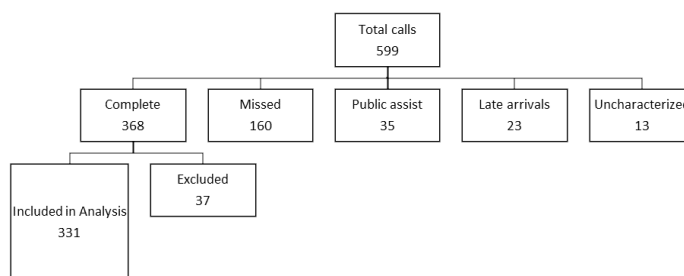 Total calls
599
Complete
368
Missed
160
Public assist
35
Late arrivals
23
Uncharacterized
13
Included in Analysis
331
Excluded
37